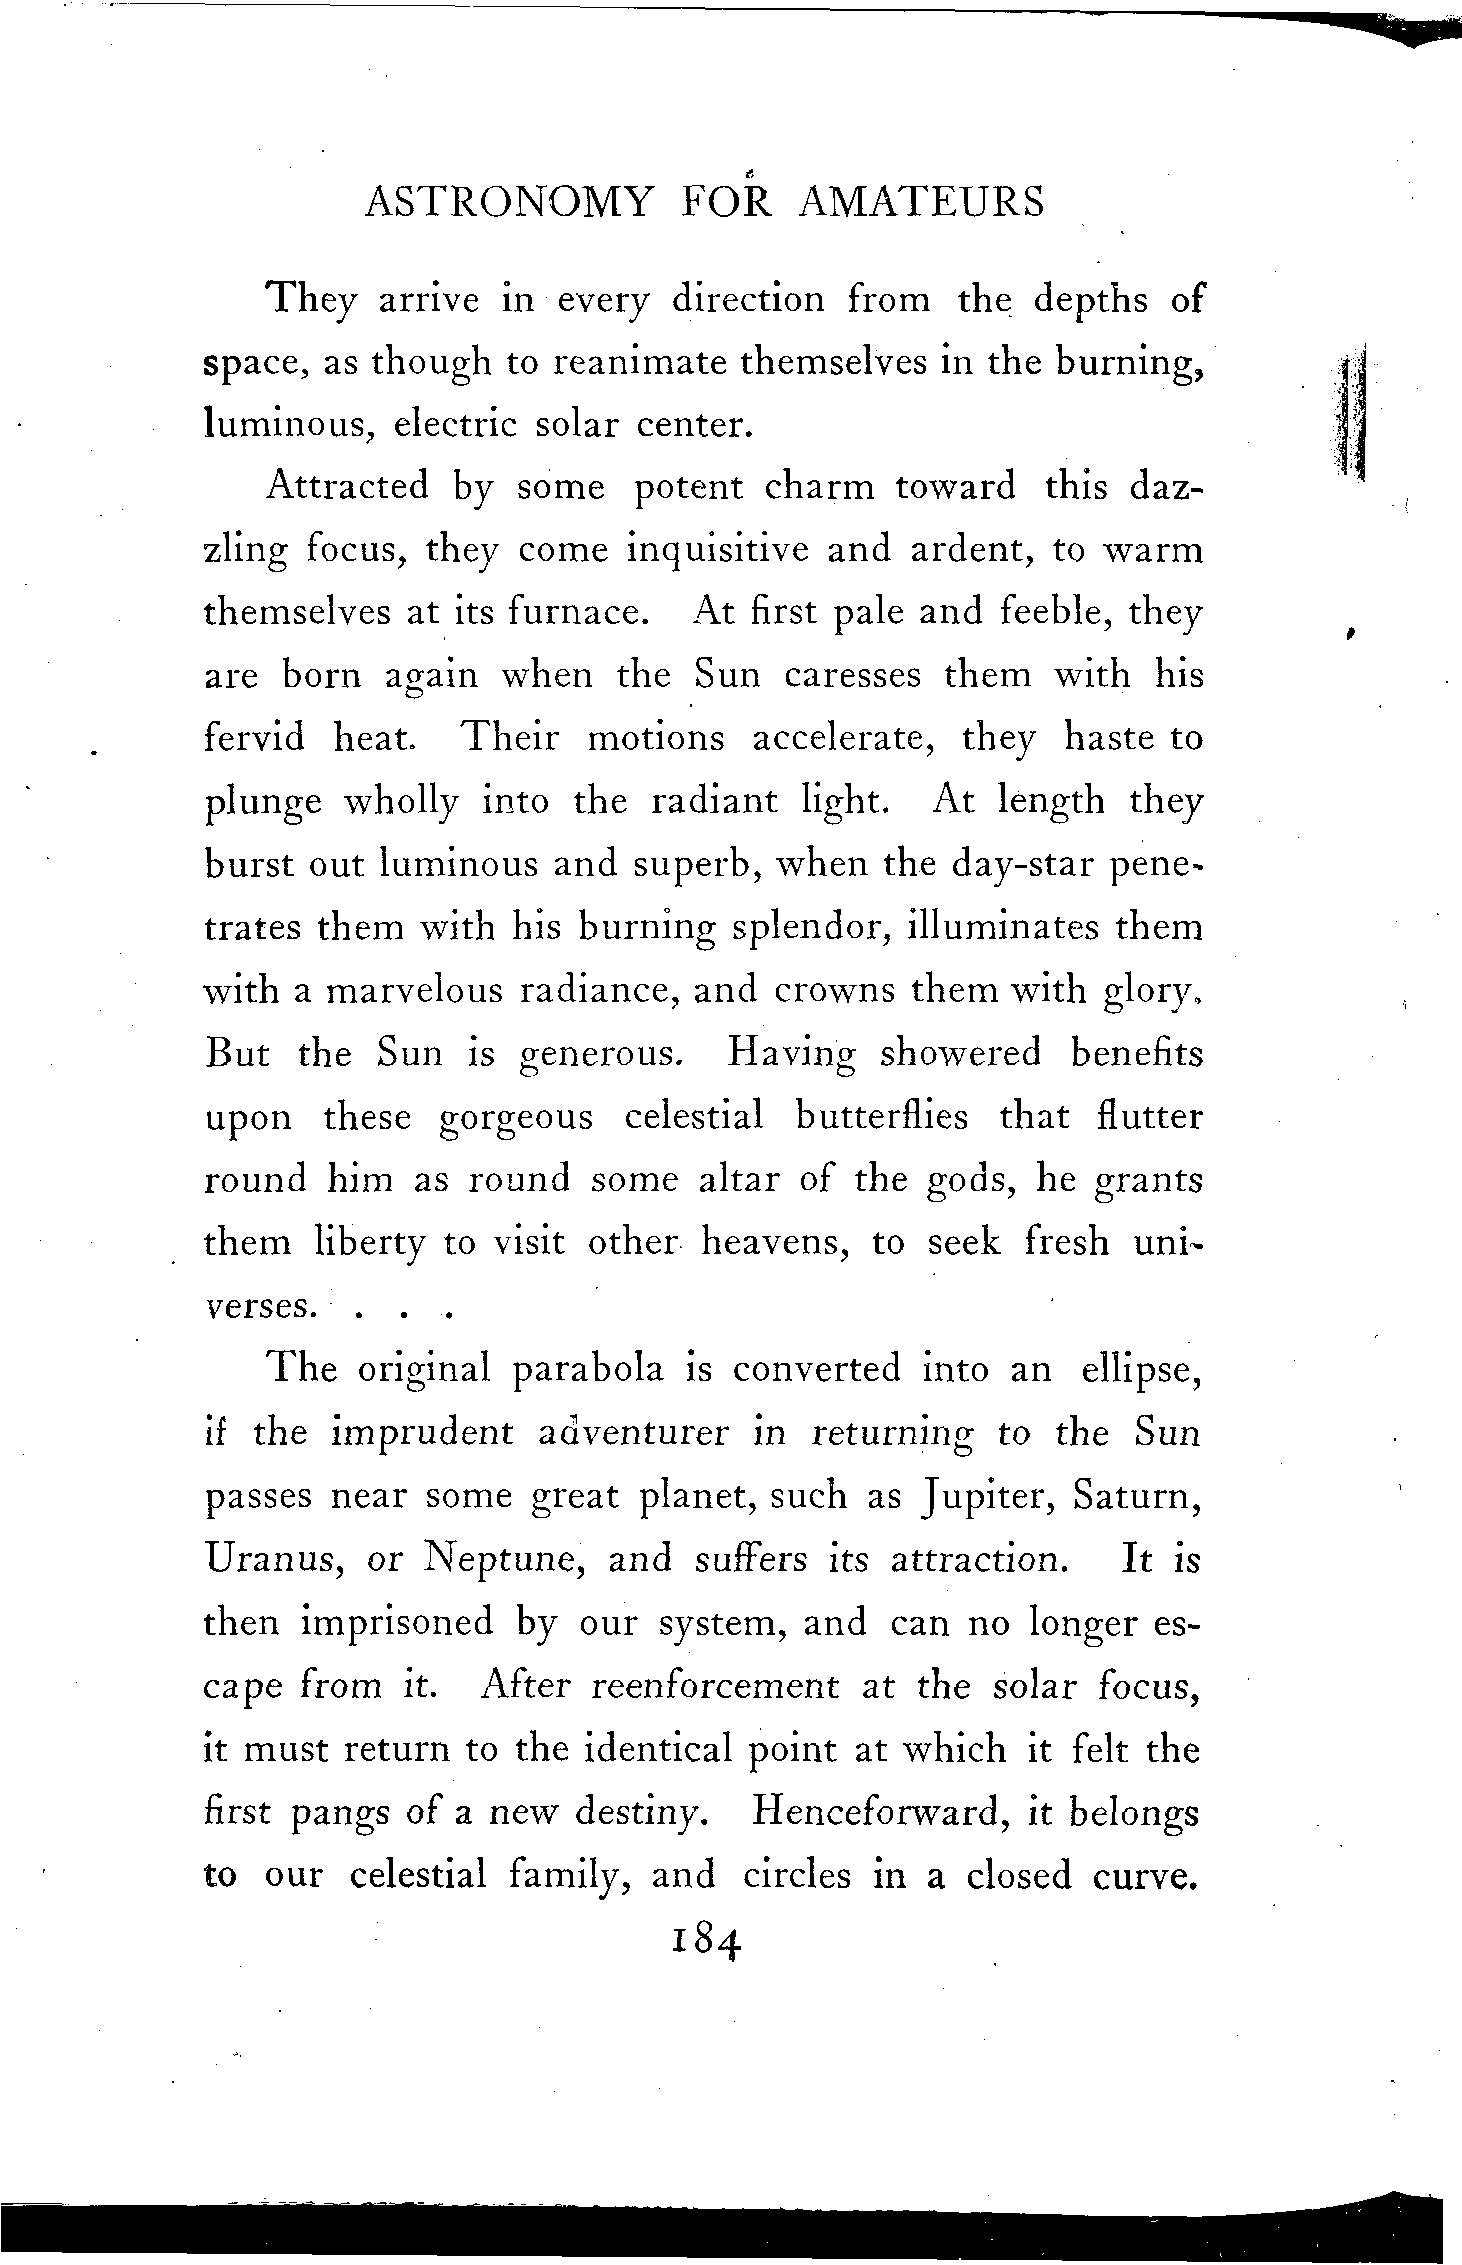 ASTRONOMY FOR AMATEURS
They arrive in every direction from the depths of
space, as though to reanimate themselves in the burning,
luminous, electric solar center.
Attracted by some potent charm toward this daz-
zling focus, they come inquisitive and ardent, to warm
themselves at its furnace. At first pale and feeble, they
are born again when the Sun caresses them with his
fervid heat. Their motions accelerate, they haste to
plunge wholly into the radiant light. At length they
burst out luminous and superb, when the day-star pene-
trates them with his burning splendor, illuminates them
with a marvelous radiance, and crowns them with glory.
But the Sun is generous. Having showered benefits
upon these gorgeous celestial butterflies that flutter
round him as round some altar of the gods, he grants
them liberty to visit other heavens, to seek fresh uni-
verses. . . .
The original parabola is converted into an ellipse,
if the imprudent adventurer in returning to the Sun
passes near some great planet, such as Jupiter, Saturn,
Uranus, or Neptune, and suffers its attraction. It is
then imprisoned by our system, and can no longer es-
cape from it. After reenforcement at the solar focus,
it must return to the identical point at which it felt the
first pangs of a new destiny. Henceforward, it belongs
to our celestial family, and circles in a closed curve.
184